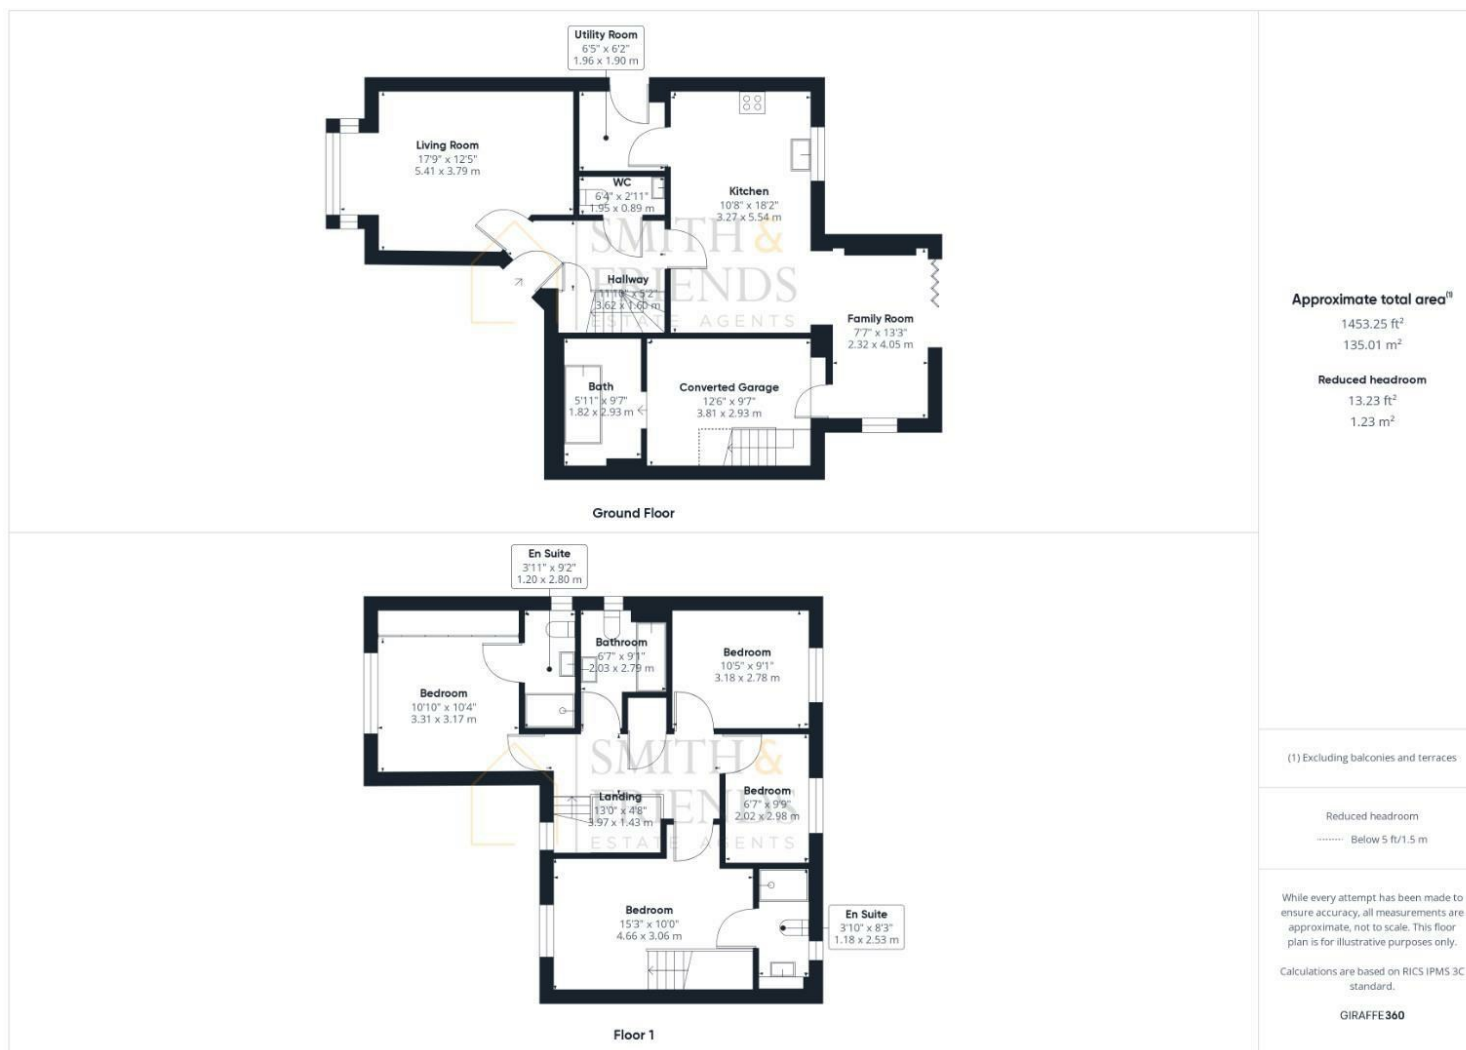 Utility Room
6'5" x 6'2"
1.96 x 1.90 m
Living Room
17'9" x 12'5"
5.41 x 3.79 m
WC
6'4" x 2'11"
1.95 x 0.89 m
Kitchen
10'8" x 18'2"
3.27 x 5.54 m
SMITH &
FRIENDS
ESTATE AGENTS
Hallway
11'10" x 5'2"
3.62 x 1.60 m
Family Room
7'7" x 13'3"
2.32 x 4.05 m
Bath
5'11" x 9'7"
1.82 x 2.93 m
Converted Garage
12'6" x 9'7"
3.81 x 2.93 m
Ground Floor
En Suite
3'11" x 9'2"
1.20 x 2.80 m
Bathroom
6'7" x 9'1"
2.03 x 2.79 m
Bedroom
10'5" x 9'1"
3.18 x 2.78 m
Bedroom
10'10" x 10'4"
3.31 x 3.17 m
SMITH &
FRIENDS
ESTATE AGENTS
Landing
13'0" x 4'8"
3.97 x 1.43 m
Bedroom
6'7" x 9'9"
2.02 x 2.98 m
Bedroom
15'3" x 10'0"
4.66 x 3.06 m
En Suite
3'10" x 8'3"
1.18 x 2.53 m
Floor 1
Approximate total area(1)
1453.25 ft²
135.01 m²
Reduced headroom
13.23 ft²
1.23 m²
(1) Excluding balconies and terraces
Reduced headroom
Below 5 ft/1.5 m
While every attempt has been made to
ensure accuracy, all measurements are
approximate, not to scale. This floor
plan is for illustrative purposes only.
Calculations are based on RICS IPMS 3C
standard.
GIRAFFE360